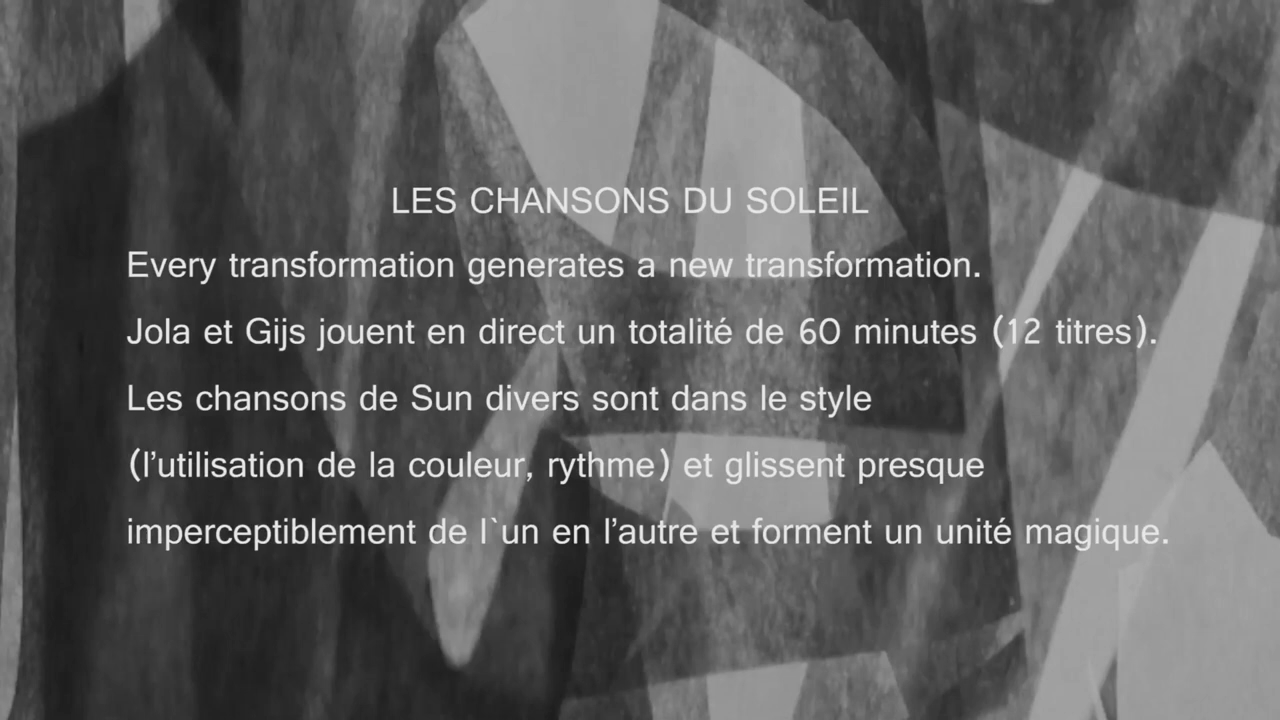 LES CHANSONS DU SOLEIL
Every transformation generates a new transformation.
Jola et Gijs jouent en direct un totalité de 60 minutes (12 titres).
Les chansons de Sun divers sont dans le style
(l’utilisation de la couleur, rythme) et glissent presque
imperceptiblement de l`un en l’autre et forment un unité magique.